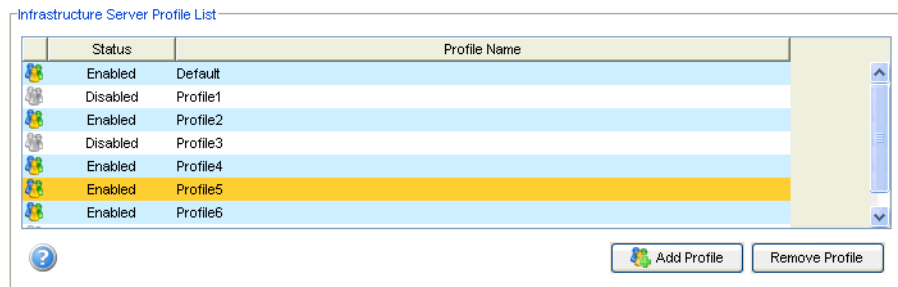 Infrastructure Server Profile List
Status Profile Name
Enabled Default
Disabled Profile1
Enabled Profile2
Disabled Profile3
Enabled Profile4
Enabled Profile5
Enabled Profile6
? Add Profile Remove Profile